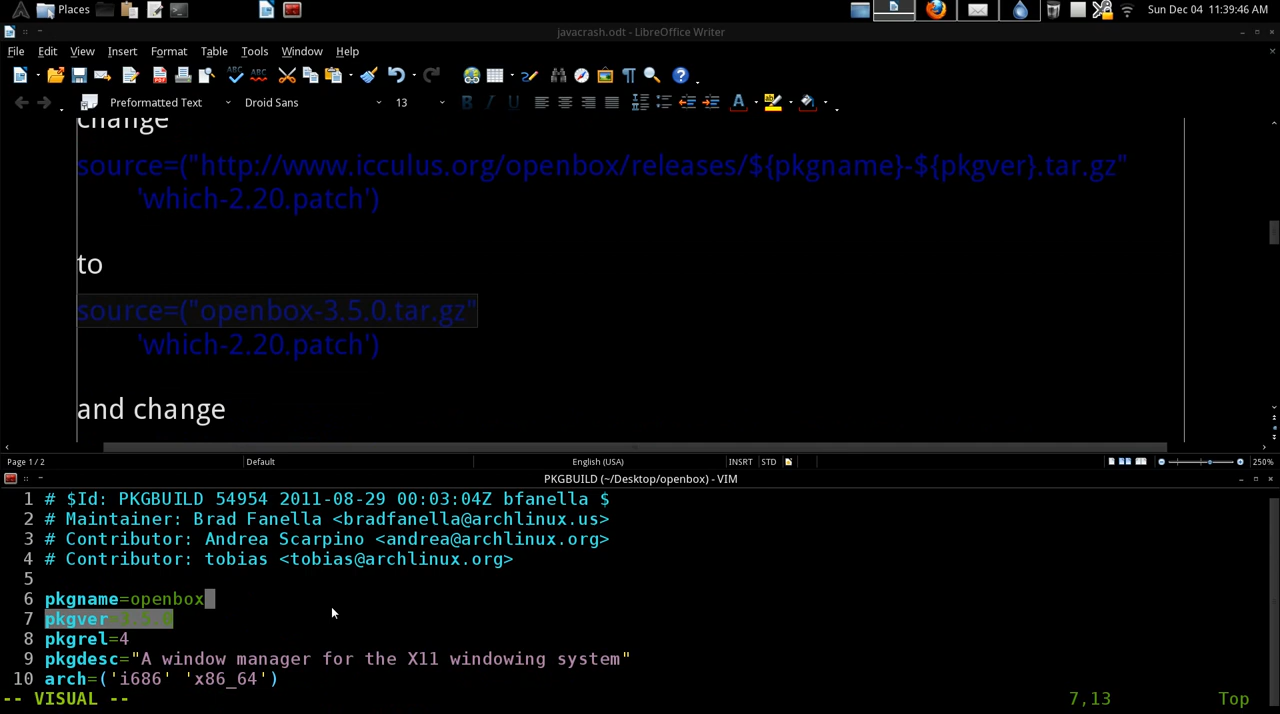 Places
Sun Dec 04 11:39:46 AM
javacrash.odt - LibreOffice Writer
File Edit View Insert Format Table Tools Window Help
Preformatted Text Droid Sans 13
change
source=("http://www.icculus.org/openbox/releases/${pkgname}-${pkgver}.tar.gz"
'which-2.20.patch')
to
source=("openbox-3.5.0.tar.gz"
'which-2.20.patch')
and change
Page 1 / 2 Default English (USA) INSRT STD 250%
PKGBUILD (~/Desktop/openbox) - VIM
1 # $Id: PKGBUILD 54954 2011-08-29 00:03:04Z bfanella $
2 # Maintainer: Brad Fanella <bradfanella@archlinux.us>
3 # Contributor: Andrea Scarpino <andrea@archlinux.org>
4 # Contributor: tobias <tobias@archlinux.org>
5
6 pkgname=openbox
7 pkgver=3.5.0
8 pkgrel=4
9 pkgdesc="A window manager for the X11 windowing system"
10 arch=('i686' 'x86_64')
-- VISUAL -- 7,13 Top